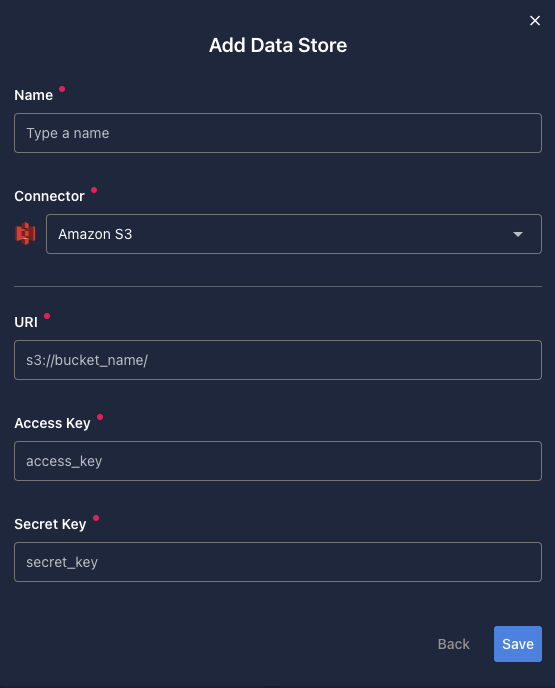 Add Data Store
Name
Type a name
Connector
Amazon S3
URI
s3://bucket_name/
Access Key
access_key
Secret Key
secret_key
Back
Save